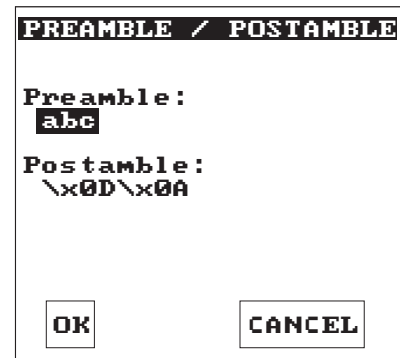 PREAMBLE / POSTAMBLE
Preamble:
abc
Postamble:
\x0D\x0A
OK CANCEL